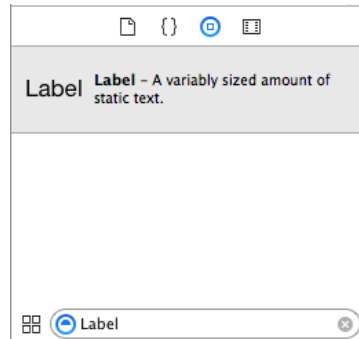 {}
Label
Label – A variably sized amount of
static text.
Label